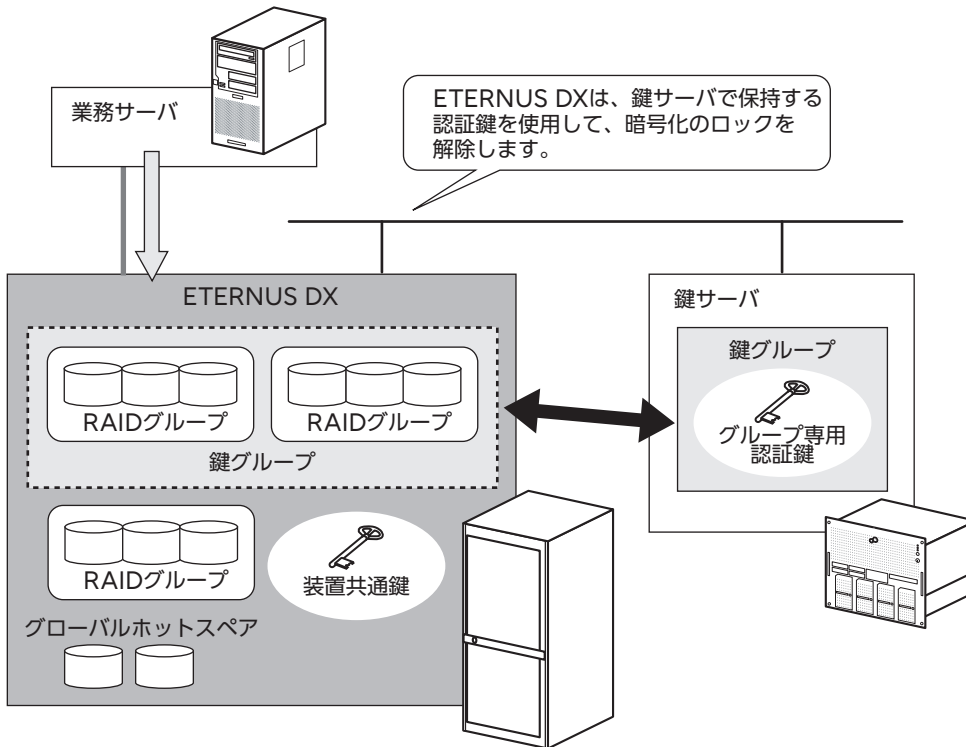 業務サーバ
ETERNUS DXは、鍵サーバで保持する
認証鍵を使用して、暗号化のロックを
解除します。
ETERNUS DX
RAIDグループ
RAIDグループ
鍵グループ
RAIDグループ
装置共通鍵
グローバルホットスペア
鍵サーバ
鍵グループ
グループ専用
認証鍵